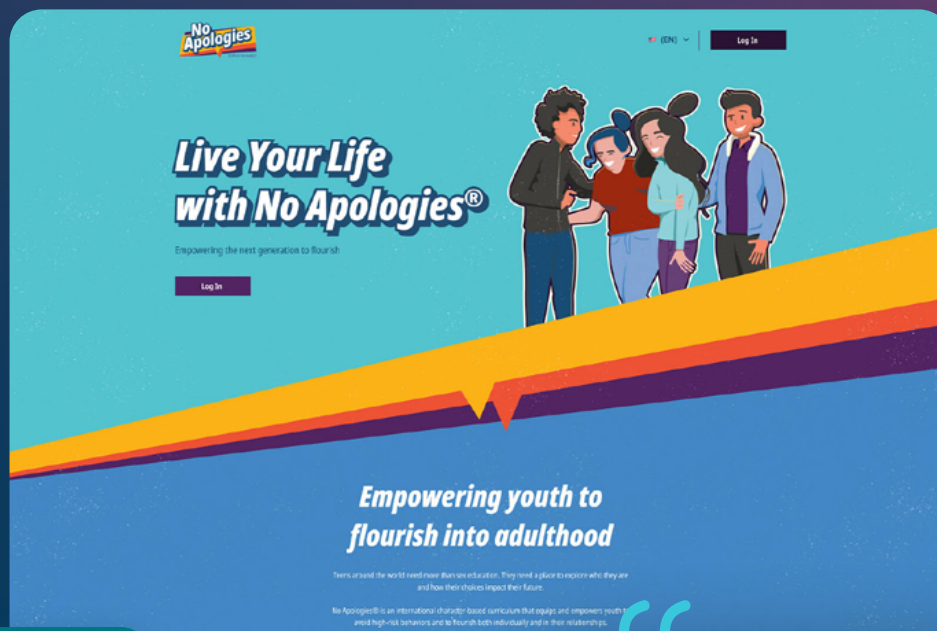 No
Apologies
(EN)
Log In
Live Your Life
with No Apologies®
Empowering the next generation to flourish
Log In
Empowering youth to
flourish into adulthood
Teens around the world need more than sex education. They need a place to explore who they are
and how their choices impact their future.
No Apologies® is an international character-based curriculum that equips and empowers youth to
avoid high-risk behaviors and to flourish both individually and in their relationships.
“